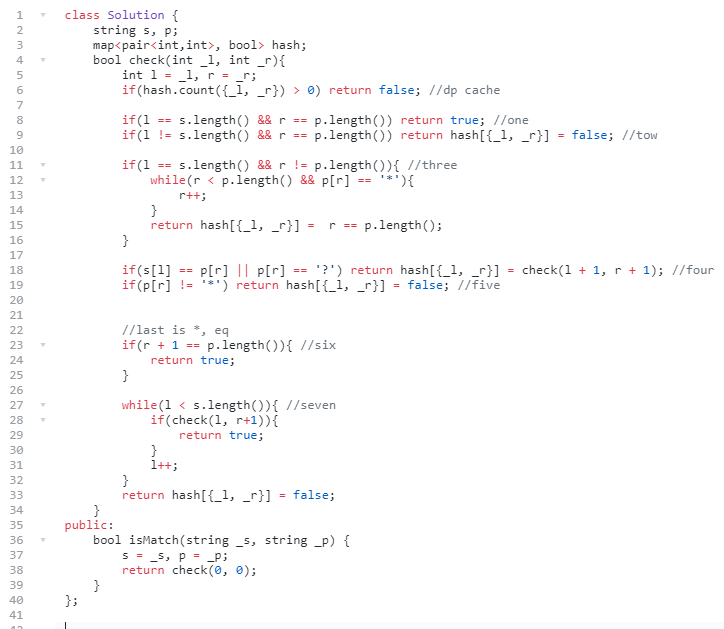 1 class Solution {
2 string s, p;
3 map<pair<int,int>, bool> hash;
4 bool check(int _l, int _r){
5 int l = _l, r = _r;
6 if(hash.count({_l, _r}) > 0) return false; //dp cache
7
8 if(l == s.length() && r == p.length()) return true; //one
9 if(l != s.length() && r == p.length()) return hash[{_l, _r}] = false; //tow
10
11 if(l == s.length() && r != p.length()){ //three
12 while(r < p.length() && p[r] == '*'){
13 r++;
14 }
15 return hash[{_l, _r}] =  r == p.length();
16 }
17
18 if(s[l] == p[r] || p[r] == '?') return hash[{_l, _r}] = check(l + 1, r + 1); //four
19 if(p[r] != '*') return hash[{_l, _r}] = false; //five
20
21
22 //last is *, eq
23 if(r + 1 == p.length()){ //six
24 return true;
25 }
26
27 while(l < s.length()){ //seven
28 if(check(l, r+1)){
29 return true;
30 }
31 l++;
32 }
33 return hash[{_l, _r}] = false;
34 }
35 public:
36 bool isMatch(string _s, string _p) {
37 s = _s, p = _p;
38 return check(0, 0);
39 }
40 };
41